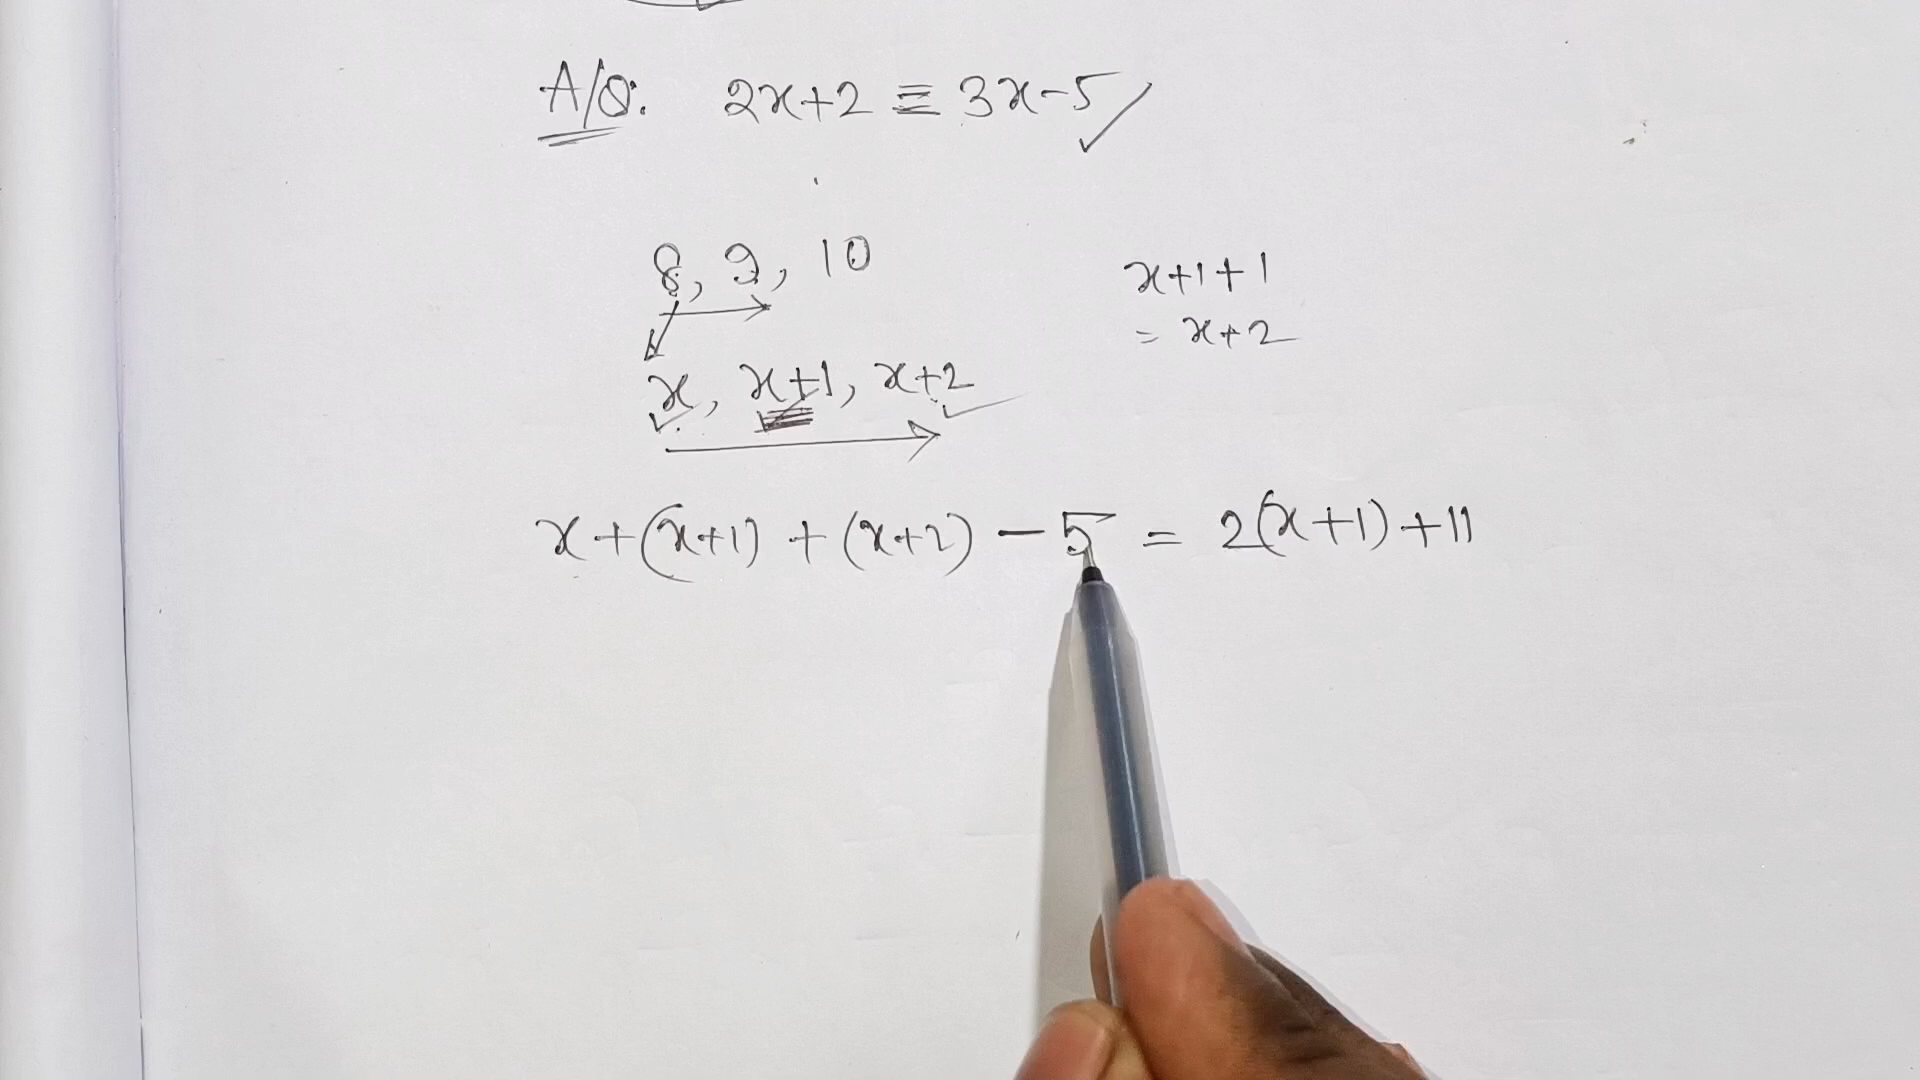 A/Q. 2x+2 = 3x-5
8, 9, 10
x+1+1
= x+2
x, x+1, x+2
x+(x+1) + (x+2) - 5 = 2(x+1)+11